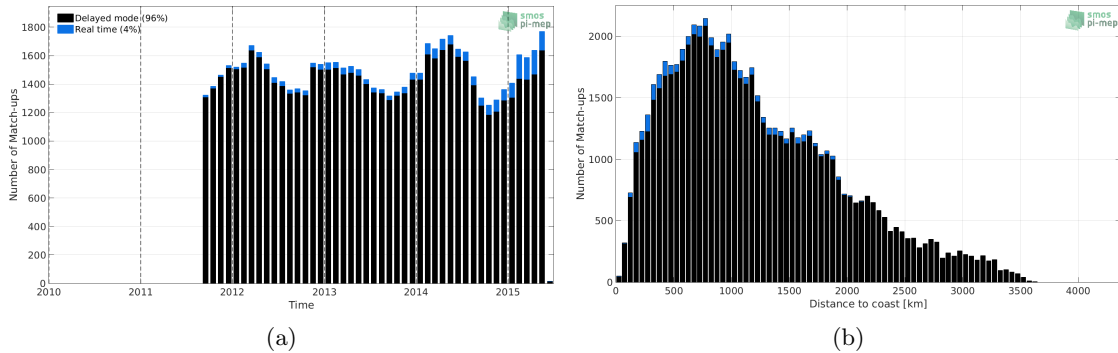 Delayed mode (96%)
Real time (4%)
smos
pi-mep
Number of Match-ups
1800
1600
1400
1200
1000
800
600
400
200
0
2010 2011 2012 2013 2014 2015
Time
(a)
smos
pi-mep
Number of Match-ups
2000
1500
1000
500
0
0 500 1000 1500 2000 2500 3000 3500 4000
Distance to coast [km]
(b)